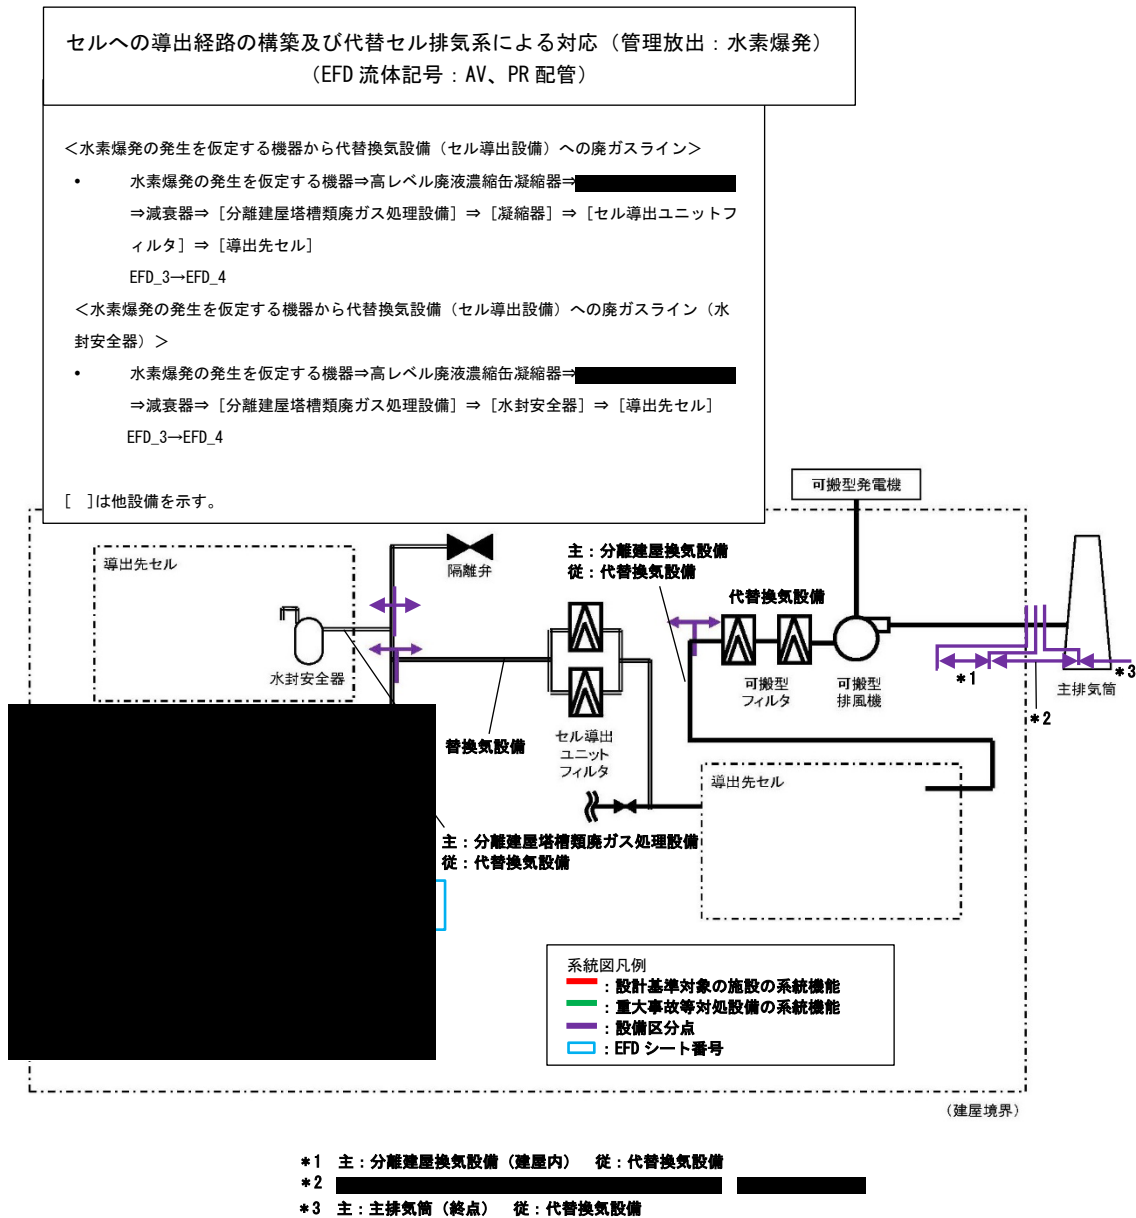 セルへの導出経路の構築及び代替セル排気系による対応（管理放出：水素爆発）
（EFD 流体記号：AV、PR 配管）
＜水素爆発の発生を仮定する機器から代替換気設備（セル導出設備）への廃ガスライン＞
• 水素爆発の発生を仮定する機器⇒高レベル廃液濃縮缶凝縮器⇒
⇒減衰器⇒［分離建屋塔槽類廃ガス処理設備］⇒［凝縮器］⇒［セル導出ユニットフ
ィルタ］⇒［導出先セル］
EFD_3→EFD_4
＜水素爆発の発生を仮定する機器から代替換気設備（セル導出設備）への廃ガスライン（水
封安全器）＞
• 水素爆発の発生を仮定する機器⇒高レベル廃液濃縮缶凝縮器⇒
⇒減衰器⇒［分離建屋塔槽類廃ガス処理設備］⇒［水封安全器］⇒［導出先セル］
EFD_3→EFD_4
［　］は他設備を示す。
可搬型発電機
導出先セル
隔離弁
主：分離建屋換気設備
従：代替換気設備
代替換気設備
水封安全器
可搬型
フィルタ
可搬型
排風機
＊1
＊2
＊3
主排気筒
替換気設備
セル導出
ユニット
フィルタ
導出先セル
主：分離建屋塔槽類廃ガス処理設備
従：代替換気設備
系統図凡例
：設計基準対象の施設の系統機能
：重大事故等対処設備の系統機能
：設備区分点
：EFD シート番号
（建屋境界）
＊1 主：分離建屋換気設備（建屋内） 従：代替換気設備
＊2
＊3 主：主排気筒（終点） 従：代替換気設備